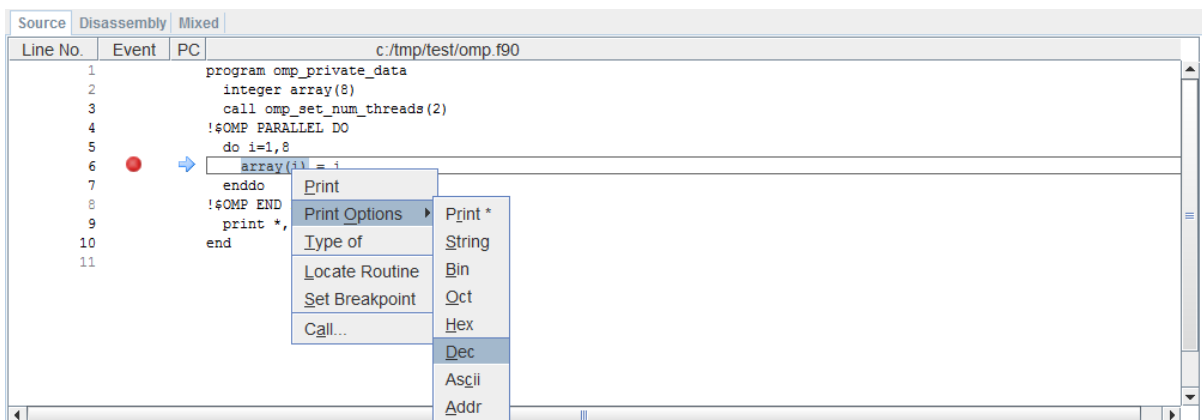 Source Disassembly Mixed
Line No. Event PC c:/tmp/test/omp.f90
1 program omp_private_data
2 integer array(8)
3 call omp_set_num_threads(2)
4 !$OMP PARALLEL DO
5 do i=1,8
6 array(i) = i
7 enddo
8 !$OMP END
9 print *,
10 end
11
Print
Print Options
Type of
Locate Routine
Set Breakpoint
Call...
Print *
String
Bin
Oct
Hex
Dec
Ascii
Addr